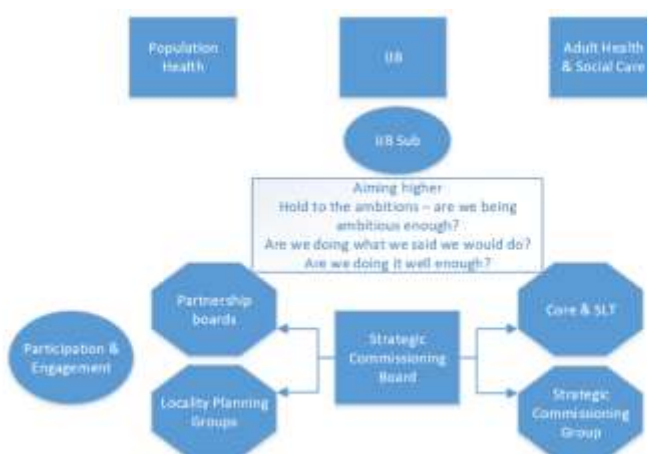 Population
Health
IJB
Adult Health
& Social Care
IJB Sub
Aiming higher
Hold to the ambitions – are we being
ambitious enough?
Are we doing what we said we would do?
Are we doing it well enough?
Partnership
boards
Core & SLT
Participation &
Engagement
Strategic
Commissioning
Board
Locality Planning
Groups
Strategic
Commissioning
Group